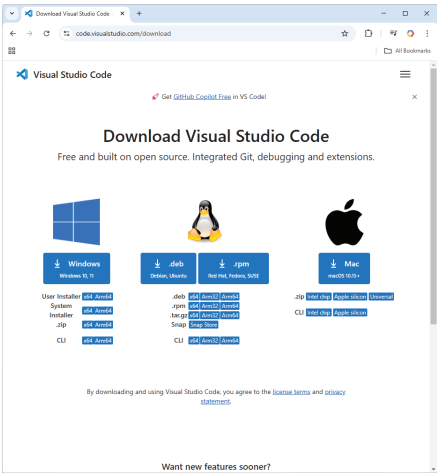 Download Visual Studio Code
code.visualstudio.com/download
All Bookmarks
Visual Studio Code
Get GitHub Copilot Free in VS Code!
Download Visual Studio Code
Free and built on open source. Integrated Git, debugging and extensions.
Windows
Windows 10, 11
.deb
Debian, Ubuntu
.rpm
Red Hat, Fedora, SUSE
Mac
macOS 10.15+
User Installer x64 Arm64
System Installer x64 Arm64
.zip x64 Arm64
CLI x64 Arm64
.deb x64 Arm32 Arm64
.rpm x64 Arm32 Arm64
.tar.gz x64 Arm32 Arm64
Snap Snap Store
CLI x64 Arm32 Arm64
.zip Intel chip Apple silicon Universal
CLI Intel chip Apple silicon
By downloading and using Visual Studio Code, you agree to the license terms and privacy
statement.
Want new features sooner?